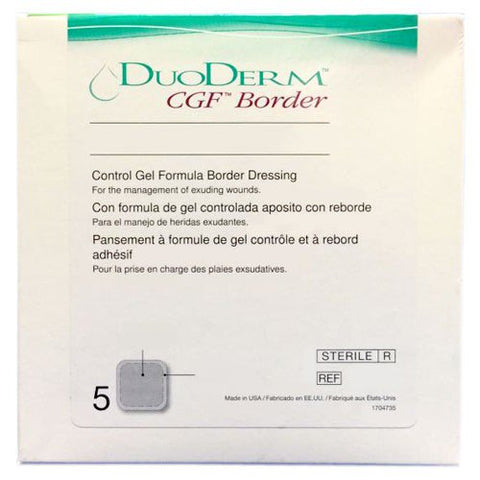 DUODERM™
CGF™ Border
Control Gel Formula Border Dressing
For the management of exuding wounds.
Con formula de gel controlada aposito con reborde
Para el manejo de heridas exudantes.
Pansement à formule de gel contrôle et à rebord
adhésif
Pour la prise en charge des plaies exsudatives.
STERILE R
REF
5
Made in USA / Fabricado en EE.UU. / Fabriqué aux États-Unis
1704735